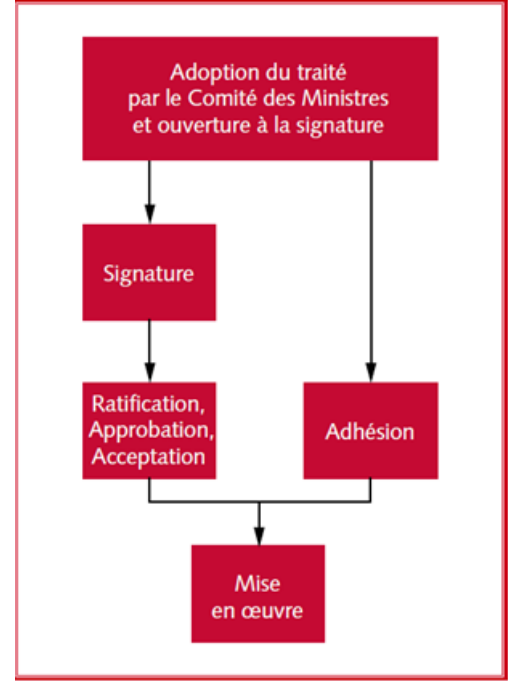 Adoption du traité
par le Comité des Ministres
et ouverture à la signature
Signature
Ratification,
Approbation,
Acceptation
Adhésion
Mise
en œuvre